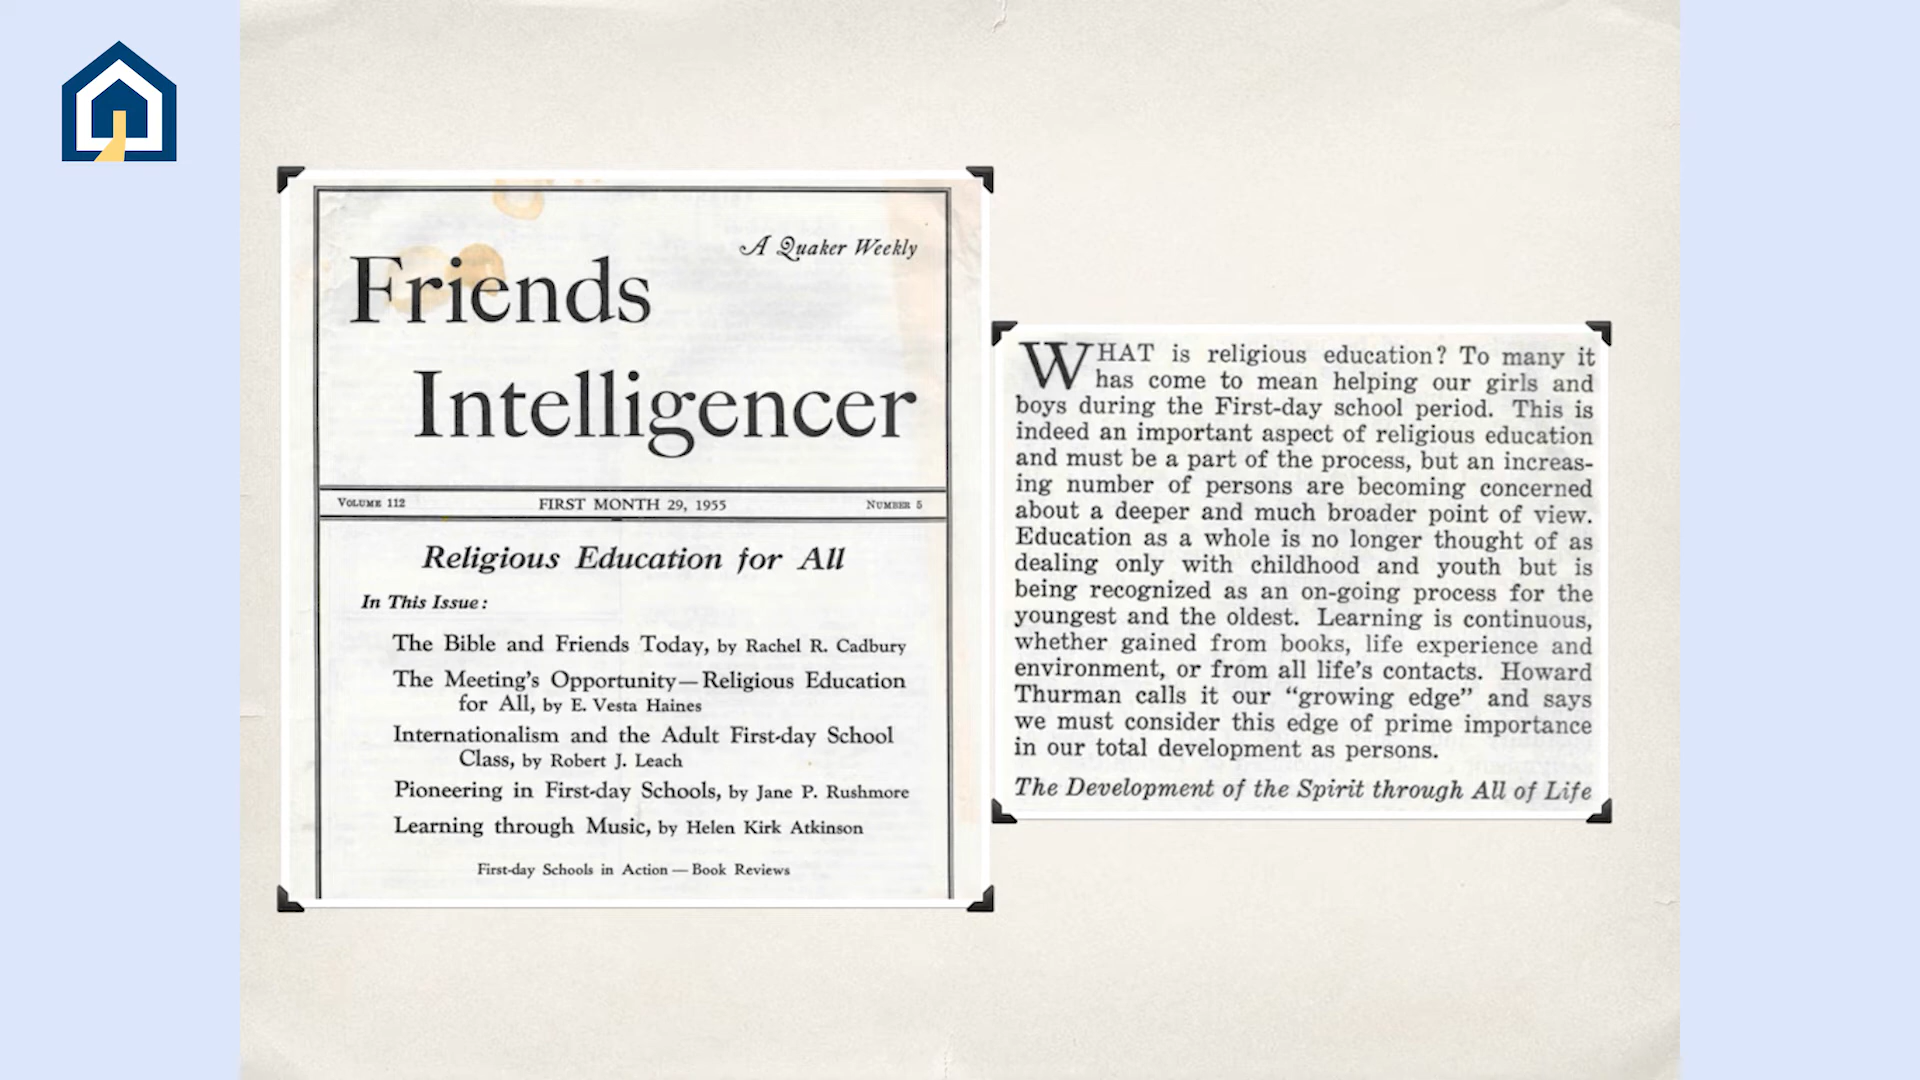 A Quaker Weekly
Friends
Intelligencer
VOLUME 112 FIRST MONTH 29, 1955 NUMBER 5
Religious Education for All
In This Issue:
The Bible and Friends Today, by Rachel R. Cadbury
The Meeting's Opportunity—Religious Education
for All, by E. Vesta Haines
Internationalism and the Adult First-day School
Class, by Robert J. Leach
Pioneering in First-day Schools, by Jane P. Rushmore
Learning through Music, by Helen Kirk Atkinson
First-day Schools in Action — Book Reviews
WHAT is religious education? To many it
has come to mean helping our girls and
boys during the First-day school period. This is
indeed an important aspect of religious education
and must be a part of the process, but an increas-
ing number of persons are becoming concerned
about a deeper and much broader point of view.
Education as a whole is no longer thought of as
dealing only with childhood and youth but is
being recognized as an on-going process for the
youngest and the oldest. Learning is continuous,
whether gained from books, life experience and
environment, or from all life's contacts. Howard
Thurman calls it our "growing edge" and says
we must consider this edge of prime importance
in our total development as persons.
The Development of the Spirit through All of Life